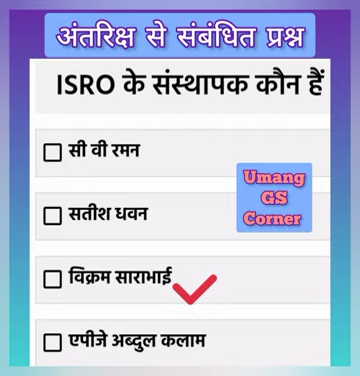 अंतरिक्ष से संबंधित प्रश्न
ISRO के संस्थापक कौन हैं
सी वी रमन
Umang
GS
Corner
सतीश धवन
विक्रम साराभाई
एपीजे अब्दुल कलाम